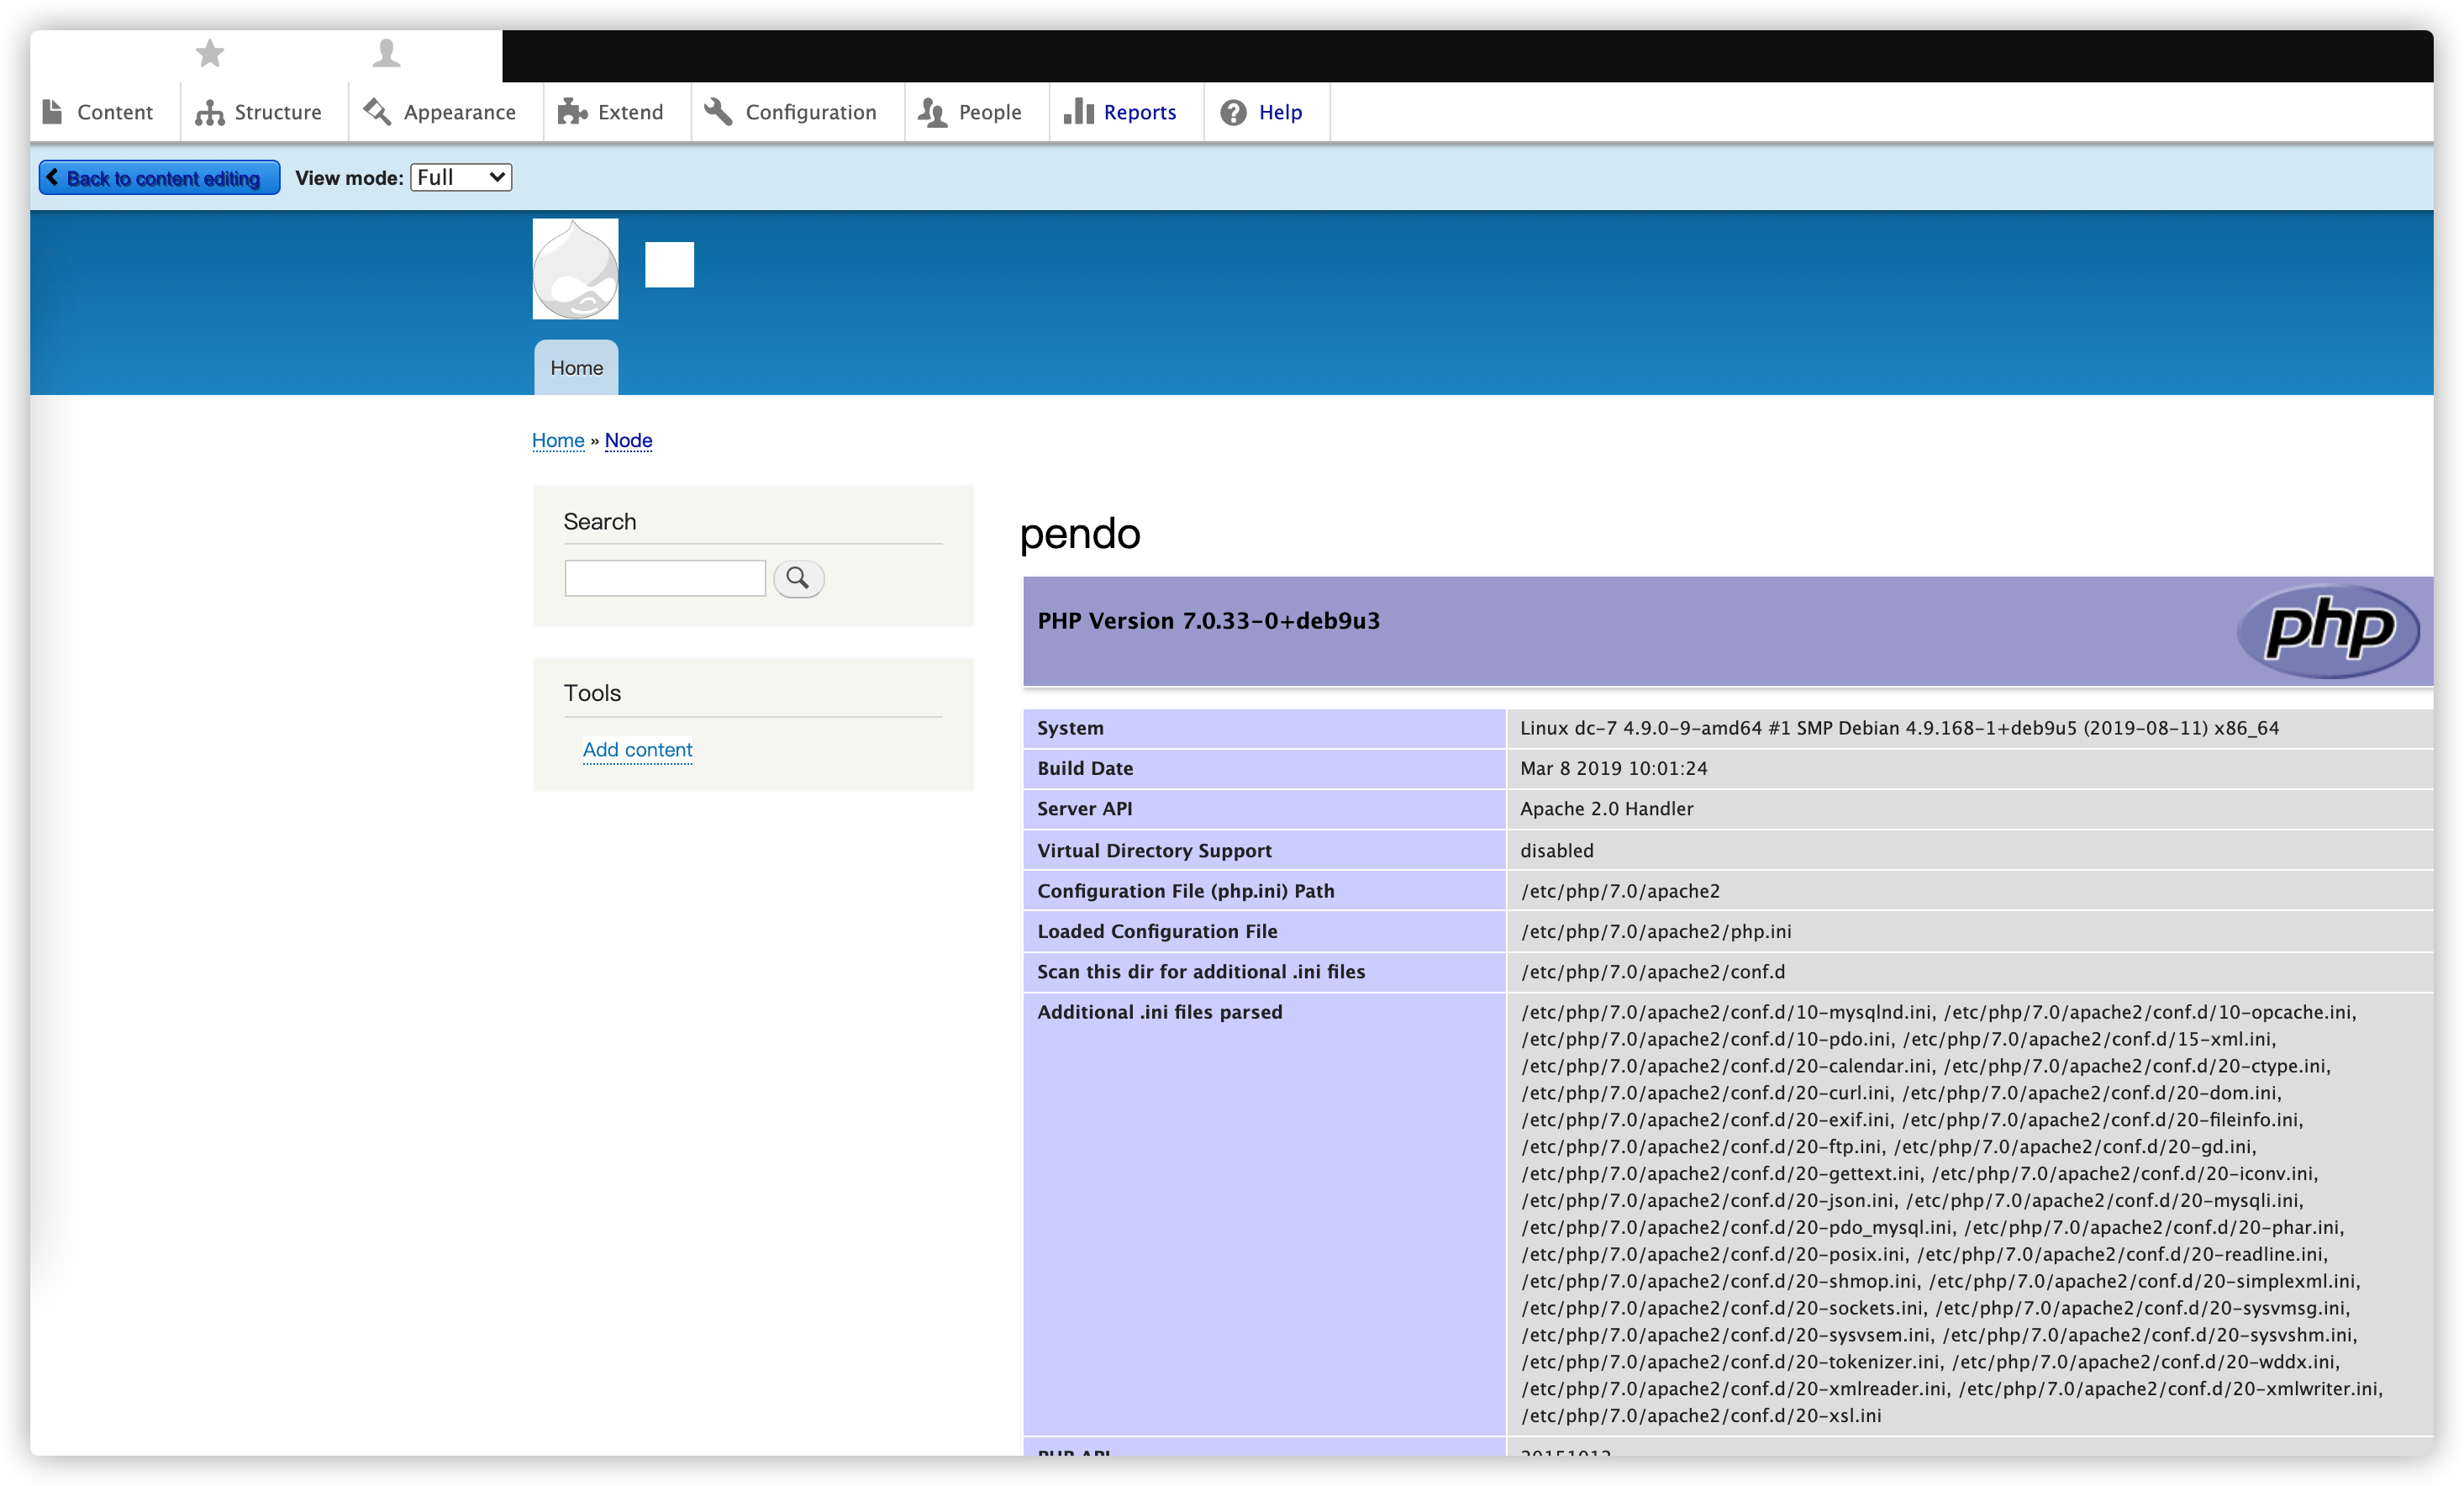 Content Structure Appearance Extend Configuration People Reports Help
Back to content editing View mode: Full
Home
Home » Node
Search
Tools
Add content
pendo
PHP Version 7.0.33-0+deb9u3
php
System Linux dc-7 4.9.0-9-amd64 #1 SMP Debian 4.9.168-1+deb9u5 (2019-08-11) x86_64
Build Date Mar 8 2019 10:01:24
Server API Apache 2.0 Handler
Virtual Directory Support disabled
Configuration File (php.ini) Path /etc/php/7.0/apache2
Loaded Configuration File /etc/php/7.0/apache2/php.ini
Scan this dir for additional .ini files /etc/php/7.0/apache2/conf.d
Additional .ini files parsed /etc/php/7.0/apache2/conf.d/10-mysqlnd.ini, /etc/php/7.0/apache2/conf.d/10-opcache.ini,
/etc/php/7.0/apache2/conf.d/10-pdo.ini, /etc/php/7.0/apache2/conf.d/15-xml.ini,
/etc/php/7.0/apache2/conf.d/20-calendar.ini, /etc/php/7.0/apache2/conf.d/20-ctype.ini,
/etc/php/7.0/apache2/conf.d/20-curl.ini, /etc/php/7.0/apache2/conf.d/20-dom.ini,
/etc/php/7.0/apache2/conf.d/20-exif.ini, /etc/php/7.0/apache2/conf.d/20-fileinfo.ini,
/etc/php/7.0/apache2/conf.d/20-ftp.ini, /etc/php/7.0/apache2/conf.d/20-gd.ini,
/etc/php/7.0/apache2/conf.d/20-gettext.ini, /etc/php/7.0/apache2/conf.d/20-iconv.ini,
/etc/php/7.0/apache2/conf.d/20-json.ini, /etc/php/7.0/apache2/conf.d/20-mysqli.ini,
/etc/php/7.0/apache2/conf.d/20-pdo_mysql.ini, /etc/php/7.0/apache2/conf.d/20-phar.ini,
/etc/php/7.0/apache2/conf.d/20-posix.ini, /etc/php/7.0/apache2/conf.d/20-readline.ini,
/etc/php/7.0/apache2/conf.d/20-shmop.ini, /etc/php/7.0/apache2/conf.d/20-simplexml.ini,
/etc/php/7.0/apache2/conf.d/20-sockets.ini, /etc/php/7.0/apache2/conf.d/20-sysvmsg.ini,
/etc/php/7.0/apache2/conf.d/20-sysvsem.ini, /etc/php/7.0/apache2/conf.d/20-sysvshm.ini,
/etc/php/7.0/apache2/conf.d/20-tokenizer.ini, /etc/php/7.0/apache2/conf.d/20-wddx.ini,
/etc/php/7.0/apache2/conf.d/20-xmlreader.ini, /etc/php/7.0/apache2/conf.d/20-xmlwriter.ini,
/etc/php/7.0/apache2/conf.d/20-xsl.ini